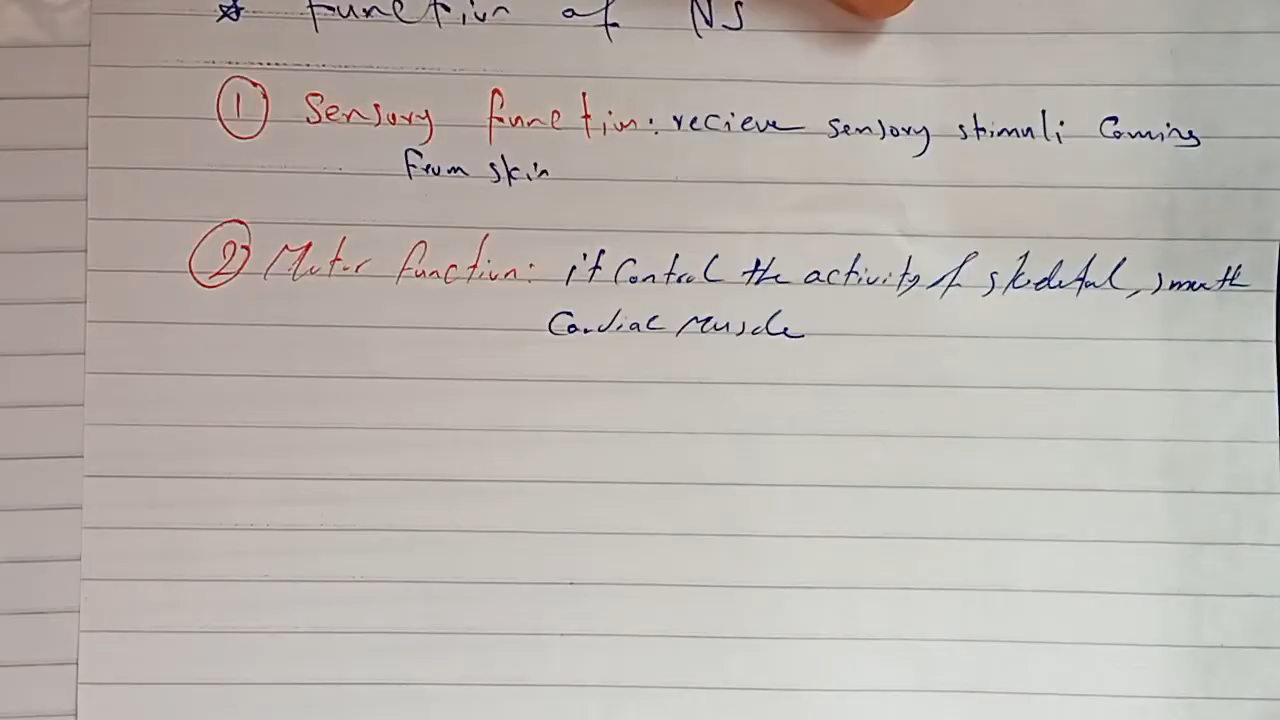 * Function of NS
① Sensory function: recieve sensory stimuli Coming
From skin
② Motor function: it Control the activity of skeletal, smooth
Cardiac Muscle